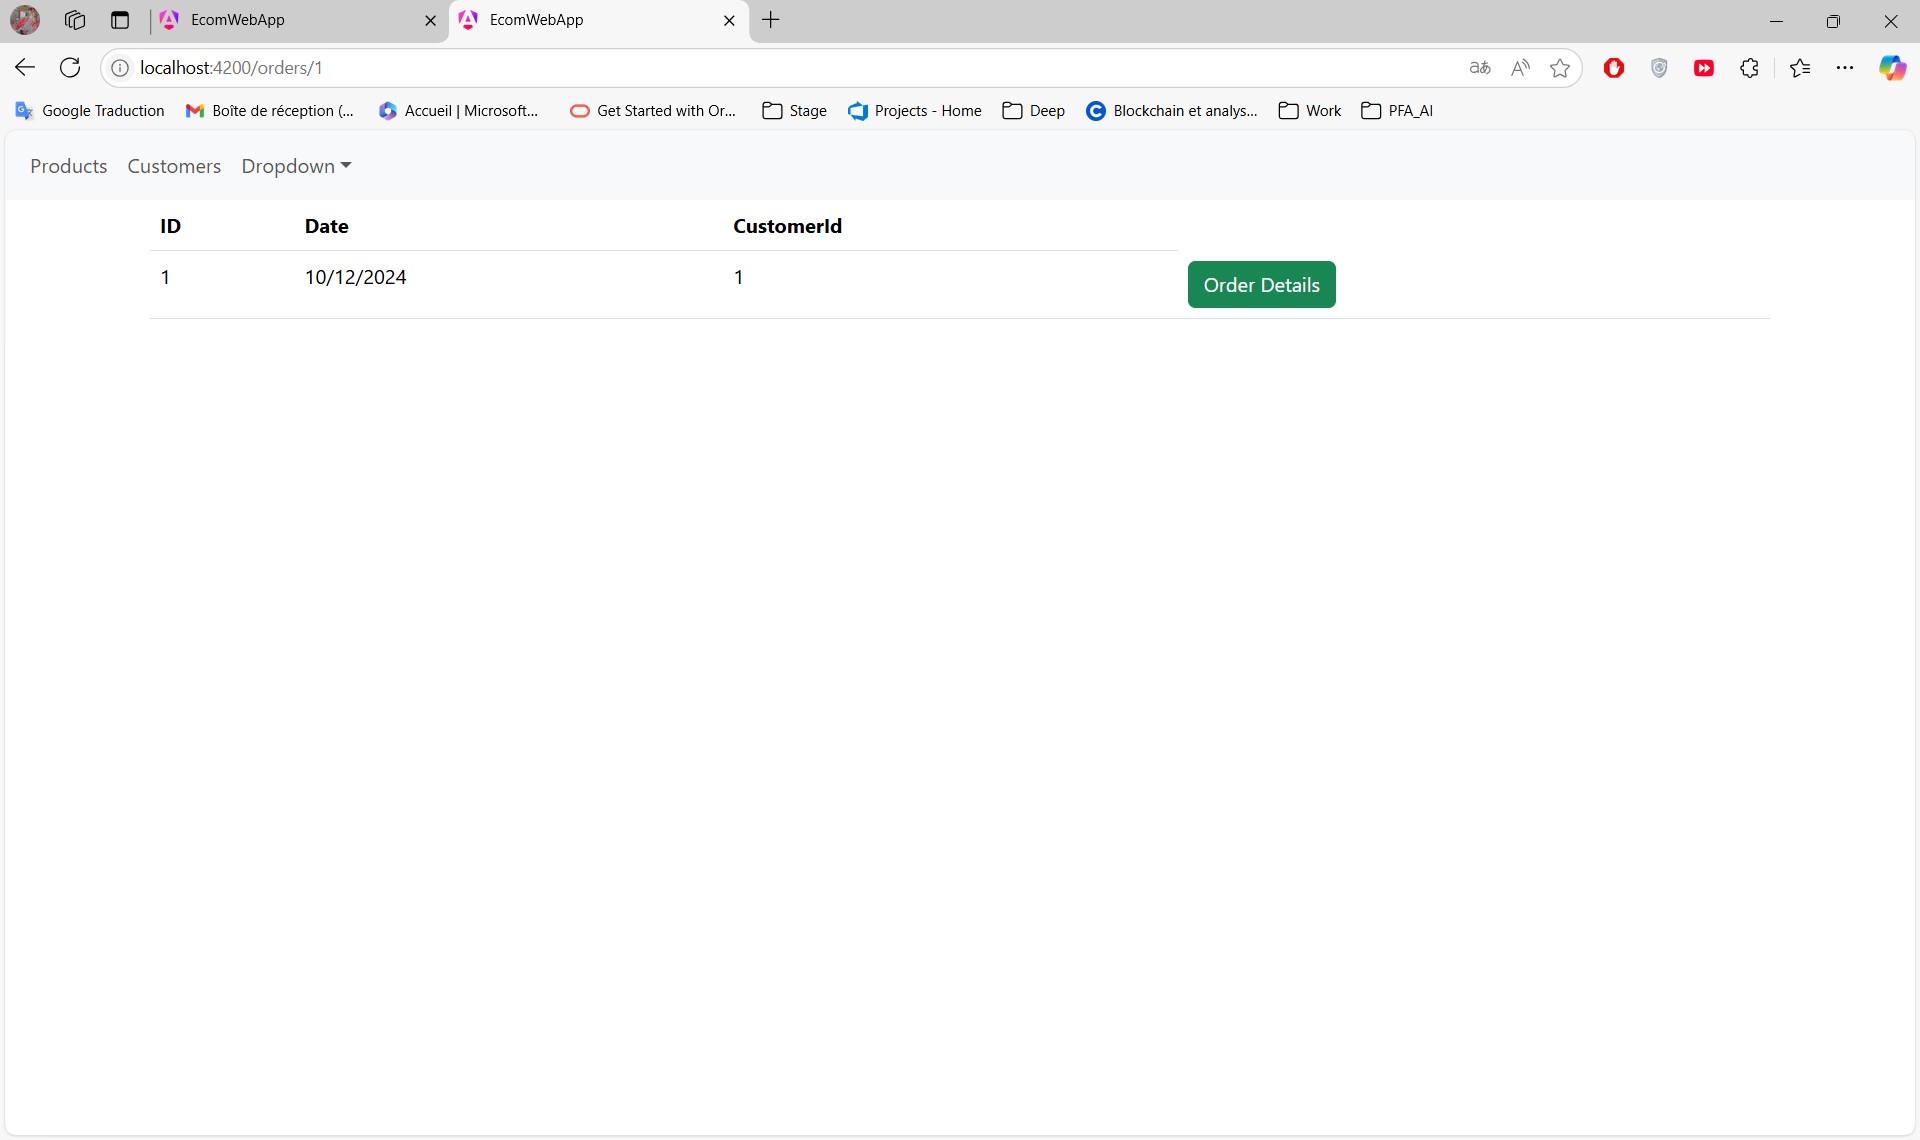 EcomWebApp EcomWebApp
localhost:4200/orders/1
Google Traduction Boîte de réception (... Accueil | Microsoft... Get Started with Or... Stage Projects - Home Deep Blockchain et analys... Work PFA_AI
Products Customers Dropdown
ID Date CustomerId
1 10/12/2024 1 Order Details